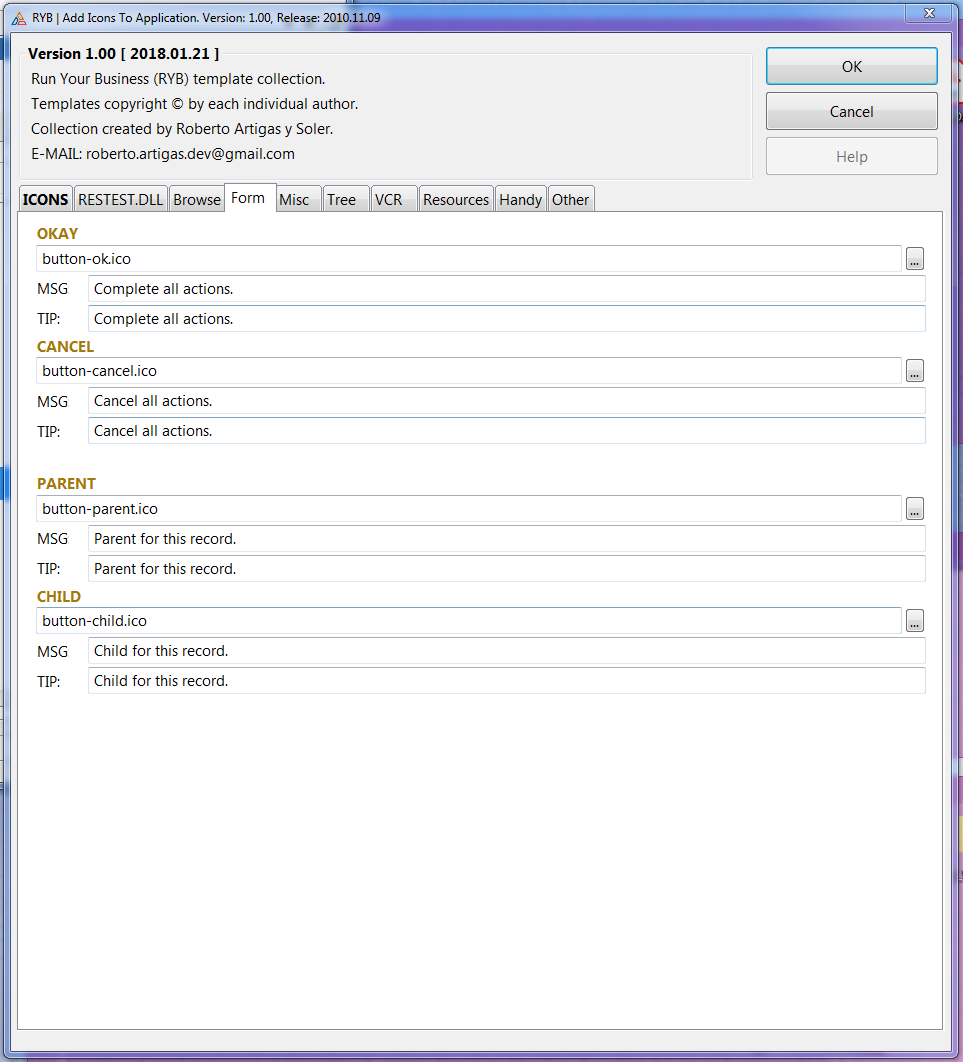 RYB | Add Icons To Application. Version: 1.00, Release: 2010.11.09
Version 1.00 [ 2018.01.21 ]
Run Your Business (RYB) template collection.
Templates copyright © by each individual author.
Collection created by Roberto Artigas y Soler.
E-MAIL: roberto.artigas.dev@gmail.com
OK
Cancel
Help
ICONS RESTEST.DLL Browse Form Misc Tree VCR Resources Handy Other
OKAY
button-ok.ico ...
MSG Complete all actions.
TIP: Complete all actions.
CANCEL
button-cancel.ico ...
MSG Cancel all actions.
TIP: Cancel all actions.
PARENT
button-parent.ico ...
MSG Parent for this record.
TIP: Parent for this record.
CHILD
button-child.ico ...
MSG Child for this record.
TIP: Child for this record.